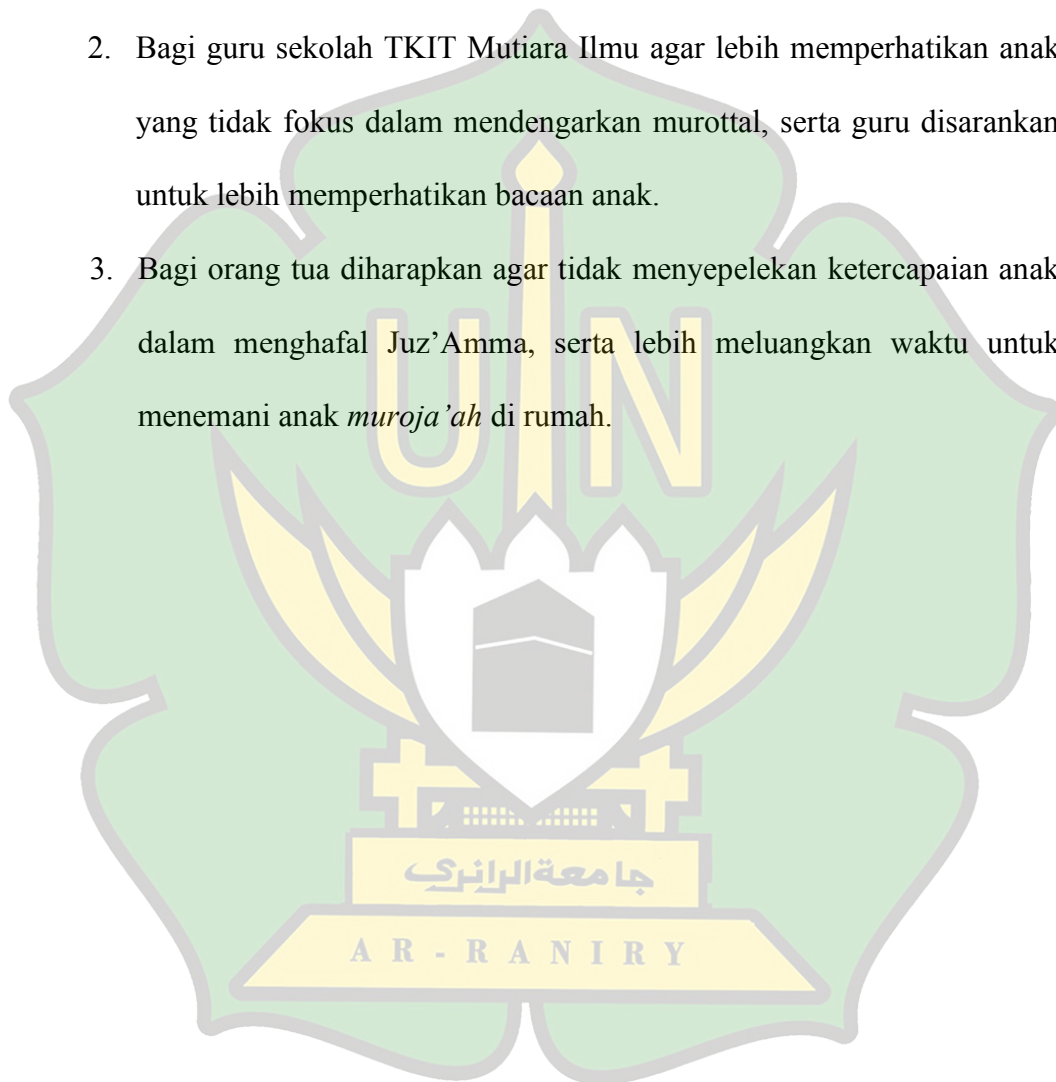 2. Bagi guru sekolah TKIT Mutiara Ilmu agar lebih memperhatikan anak
yang tidak fokus dalam mendengarkan murottal, serta guru disarankan
untuk lebih memperhatikan bacaan anak.
3. Bagi orang tua diharapkan agar tidak menyepelekan ketercapaian anak
dalam menghafal Juz’Amma, serta lebih meluangkan waktu untuk
menemani anak muroja’ah di rumah.
UIN
جامعة الرانري
AR-RANIRY